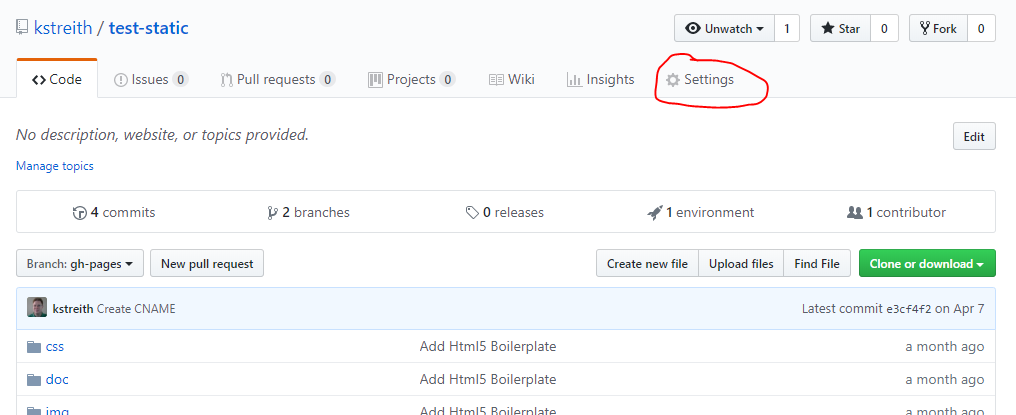 kstreith / test-static Unwatch 1 Star 0 Fork 0
Code Issues 0 Pull requests 0 Projects 0 Wiki Insights Settings
No description, website, or topics provided. Edit
Manage topics
4 commits 2 branches 0 releases 1 environment 1 contributor
Branch: gh-pages New pull request Create new file Upload files Find File Clone or download
kstreith Create CNAME Latest commit e3cf4f2 on Apr 7
css Add Html5 Boilerplate a month ago
doc Add Html5 Boilerplate a month ago
img Add Html5 Boilerplate a month ago